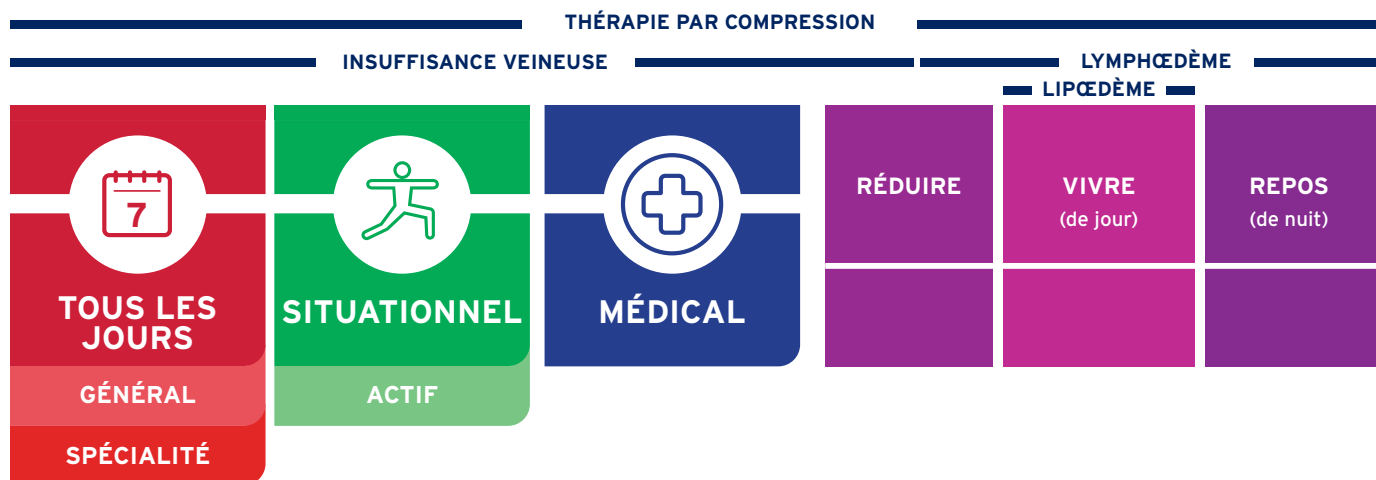 THÉRAPIE PAR COMPRESSION
INSUFFISANCE VEINEUSE
LYMPHŒDÈME
LIPŒDÈME
7
TOUS LES
JOURS
GÉNÉRAL
SPÉCIALITÉ
SITUATIONNEL
ACTIF
MÉDICAL
RÉDUIRE
VIVRE
(de jour)
REPOS
(de nuit)